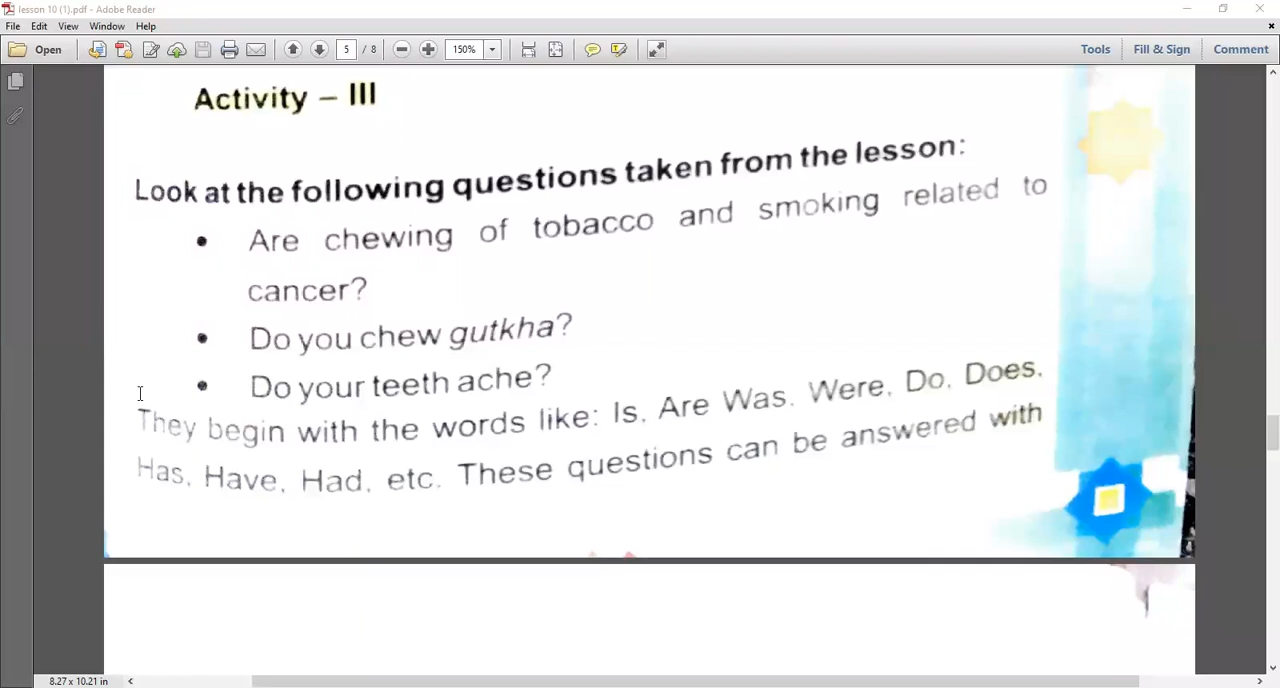 lesson 10 (1).pdf - Adobe Reader
File Edit View Window Help
Open 5 / 8 150% Tools Fill & Sign Comment
Activity – III
Look at the following questions taken from the lesson:
• Are chewing of tobacco and smoking related to
cancer?
• Do you chew gutkha?
• Do your teeth ache?
They begin with the words like: Is, Are Was. Were, Do, Does,
Has, Have, Had, etc. These questions can be answered with
8.27 x 10.21 in